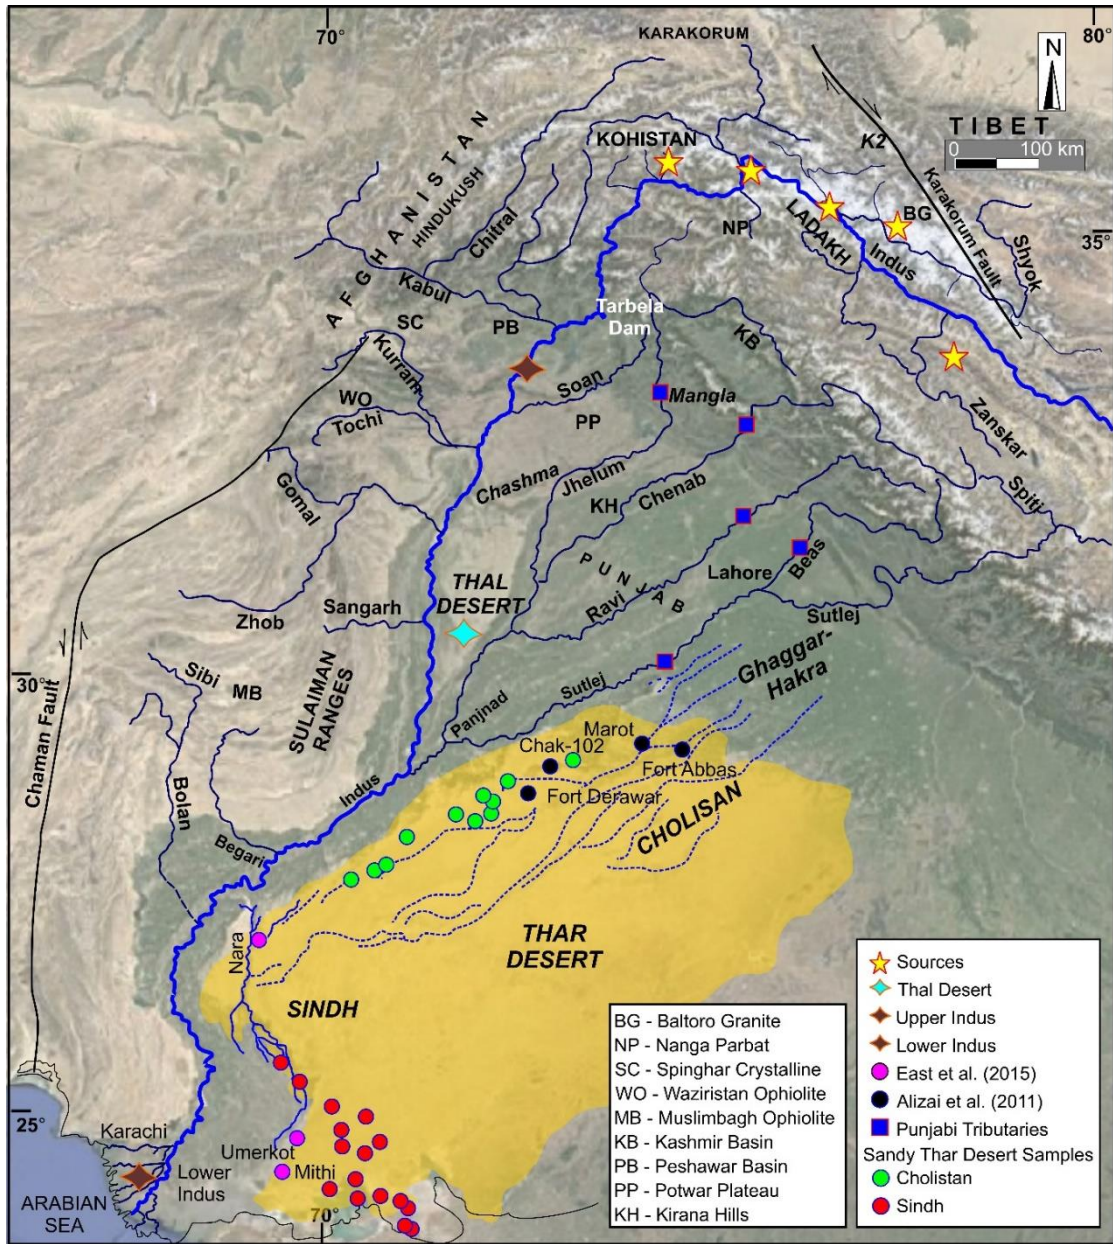 70°
80°
KARAKORUM
N
TIBET
0 100 km
K2
KOHISTAN
AFGHANISTAN
HINDUKUSH
Chitral
Karakorum Fault
BG
NP
LADAKH
Indus
Shyok
35°
Kabul
SC
PB
Tarbela
Dam
KB
Kurram
Soan
WO
Tochi
PP
Mangla
Zanskar
Gomal
Chashma
Jhelum
KH
Chenab
Spiti
PUNJAB
Lahore
Beas
THAL
DESERT
Ravi
Sangarh
Zhob
Sutlej
Ghaggar-
Hakra
30°
Sibi
MB
SULAIMAN
RANGES
Panjnad
Sutlej
Chaman Fault
Marot
Chak-102
Fort Abbas
Indus
Fort Derawar
Bolan
CHOLISAN
Begari
THAR
DESERT
Nara
SINDH
25°
Karachi
Umerkot
Mithi
Lower
Indus
ARABIAN
SEA
70°
BG - Baltoro Granite
NP - Nanga Parbat
SC - Spinghar Crystalline
WO - Waziristan Ophiolite
MB - Muslimbagh Ophiolite
KB - Kashmir Basin
PB - Peshawar Basin
PP - Potwar Plateau
KH - Kirana Hills
Sources
Thal Desert
Upper Indus
Lower Indus
East et al. (2015)
Alizai et al. (2011)
Punjabi Tributaries
Sandy Thar Desert Samples
Cholistan
Sindh